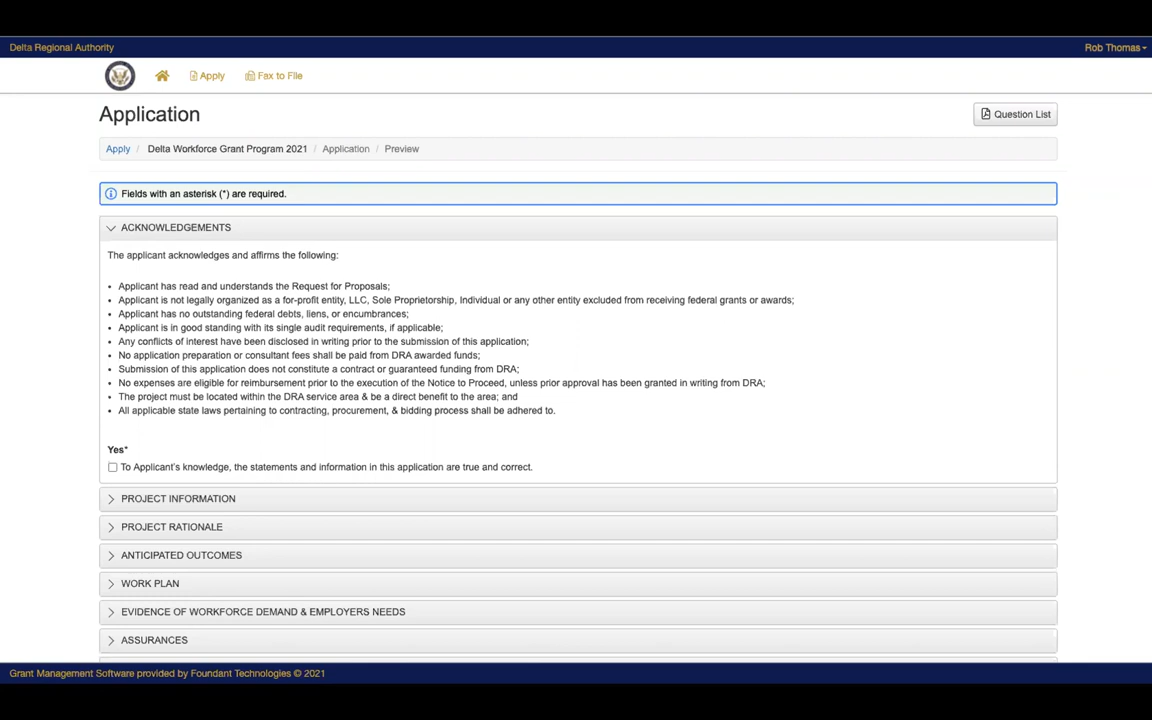 Delta Regional Authority
Rob Thomas
Apply
Fax to File
Application
Question List
Apply / Delta Workforce Grant Program 2021 / Application / Preview
Fields with an asterisk (*) are required.
ACKNOWLEDGEMENTS
The applicant acknowledges and affirms the following:
• Applicant has read and understands the Request for Proposals;
• Applicant is not legally organized as a for-profit entity, LLC, Sole Proprietorship, Individual or any other entity excluded from receiving federal grants or awards;
• Applicant has no outstanding federal debts, liens, or encumbrances;
• Applicant is in good standing with its single audit requirements, if applicable;
• Any conflicts of interest have been disclosed in writing prior to the submission of this application;
• No application preparation or consultant fees shall be paid from DRA awarded funds;
• Submission of this application does not constitute a contract or guaranteed funding from DRA;
• No expenses are eligible for reimbursement prior to the execution of the Notice to Proceed, unless prior approval has been granted in writing from DRA;
• The project must be located within the DRA service area & be a direct benefit to the area; and
• All applicable state laws pertaining to contracting, procurement, & bidding process shall be adhered to.
Yes*
To Applicant's knowledge, the statements and information in this application are true and correct.
PROJECT INFORMATION
PROJECT RATIONALE
ANTICIPATED OUTCOMES
WORK PLAN
EVIDENCE OF WORKFORCE DEMAND & EMPLOYERS NEEDS
ASSURANCES
Grant Management Software provided by Foundant Technologies © 2021